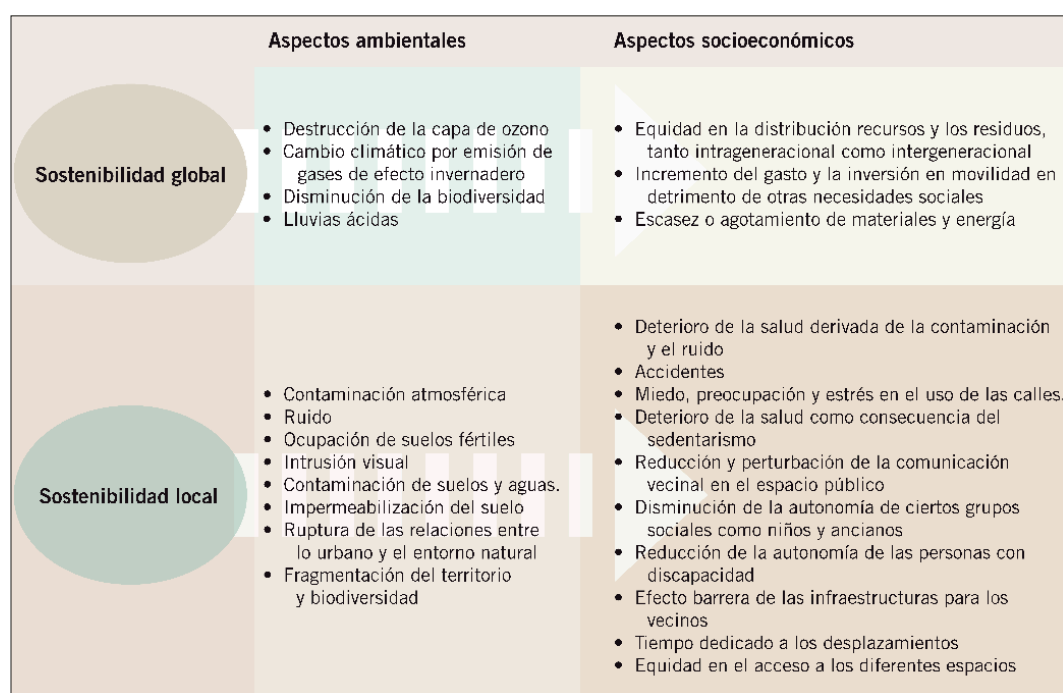 Aspectos ambientales
Aspectos socioeconómicos
Sostenibilidad global
• Destrucción de la capa de ozono
• Cambio climático por emisión de
gases de efecto invernadero
• Disminución de la biodiversidad
• Lluvias ácidas
• Equidad en la distribución recursos y los residuos,
tanto intrageneracional como intergeneracional
• Incremento del gasto y la inversión en movilidad en
detrimento de otras necesidades sociales
• Escasez o agotamiento de materiales y energía
Sostenibilidad local
• Contaminación atmosférica
• Ruido
• Ocupación de suelos fértiles
• Intrusión visual
• Contaminación de suelos y aguas.
• Impermeabilización del suelo
• Ruptura de las relaciones entre
lo urbano y el entorno natural
• Fragmentación del territorio
y biodiversidad
• Deterioro de la salud derivada de la contaminación
y el ruido
• Accidentes
• Miedo, preocupación y estrés en el uso de las calles.
• Deterioro de la salud como consecuencia del
sedentarismo
• Reducción y perturbación de la comunicación
vecinal en el espacio público
• Disminución de la autonomía de ciertos grupos
sociales como niños y ancianos
• Reducción de la autonomía de las personas con
discapacidad
• Efecto barrera de las infraestructuras para los
vecinos
• Tiempo dedicado a los desplazamientos
• Equidad en el acceso a los diferentes espacios